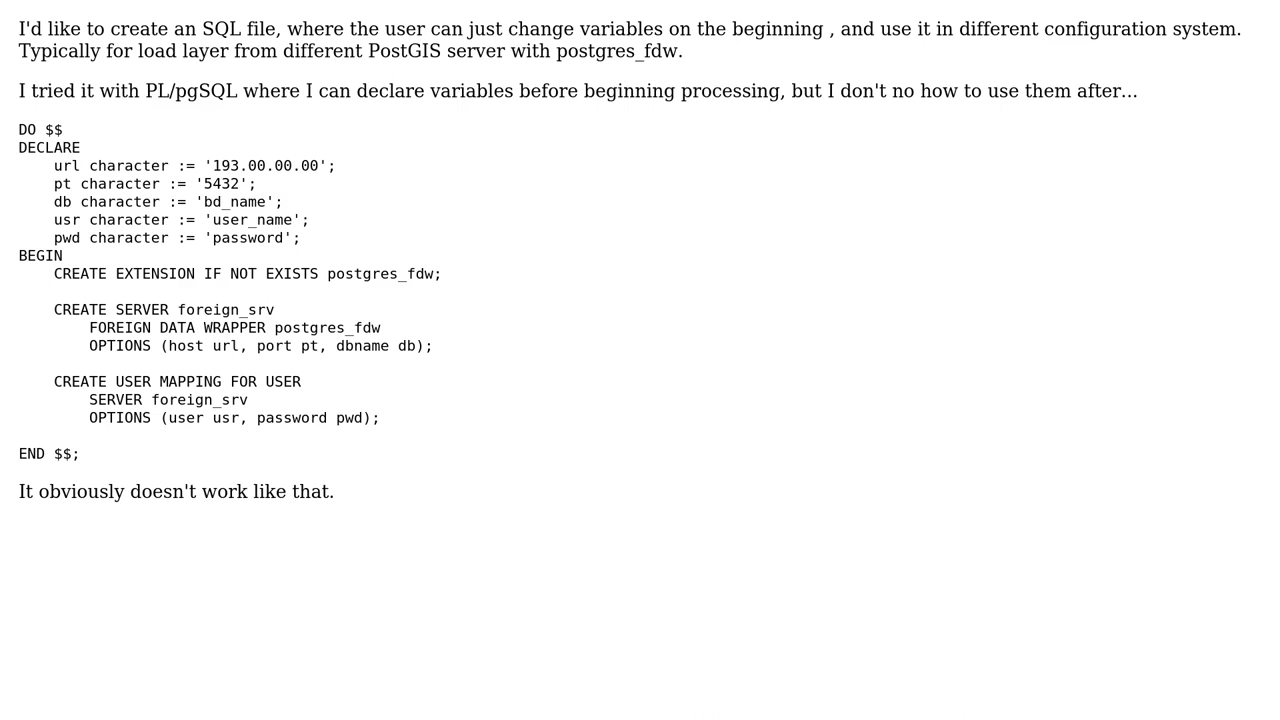 I'd like to create an SQL file, where the user can just change variables on the beginning , and use it in different configuration system.
Typically for load layer from different PostGIS server with postgres_fdw.
I tried it with PL/pgSQL where I can declare variables before beginning processing, but I don't no how to use them after...
DO $$
DECLARE
    url character := '193.00.00.00';
    pt character := '5432';
    db character := 'bd_name';
    usr character := 'user_name';
    pwd character := 'password';
BEGIN
    CREATE EXTENSION IF NOT EXISTS postgres_fdw;
    CREATE SERVER foreign_srv
        FOREIGN DATA WRAPPER postgres_fdw
        OPTIONS (host url, port pt, dbname db);
    CREATE USER MAPPING FOR USER
        SERVER foreign_srv
        OPTIONS (user usr, password pwd);
END $$;
It obviously doesn't work like that.